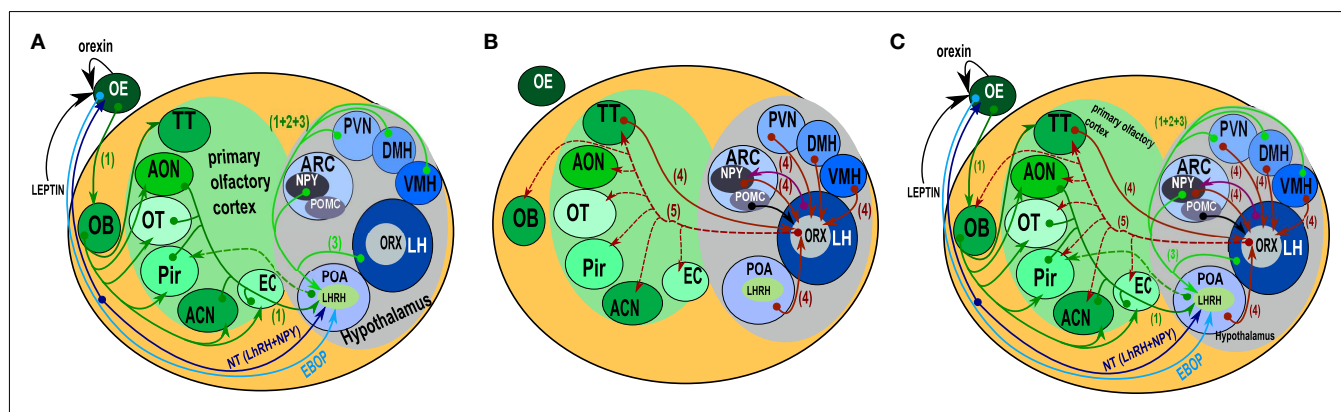 A
orexin
OE
LEPTIN
(1)
OB
TT
AON
OT
Pir
ACN
EC
(1)
primary
olfactory
cortex
(1+2+3)
PVN
DMH
VMH
ARC
NPY
POMC
ORX
LH
(3)
POA
LHRH
Hypothalamus
NT (LhRH+NPY)
EBOP
B
OE
OB
TT
AON
OT
Pir
ACN
EC
(4)
(5)
PVN
DMH
VMH
ARC
NPY
POMC
(4)
(4)
(4)
(4)
ORX
LH
POA
LHRH
(4)
C
orexin
OE
LEPTIN
(1)
OB
TT
AON
OT
Pir
ACN
EC
(1)
primary olfactory
cortex
(1+2+3)
PVN
DMH
VMH
ARC
NPY
POMC
(4)
(4)
(4)
(4)
(4)
(5)
ORX
LH
(3)
POA
LHRH
(4)
Hypothalamus
NT (LhRH+NPY)
EBOP